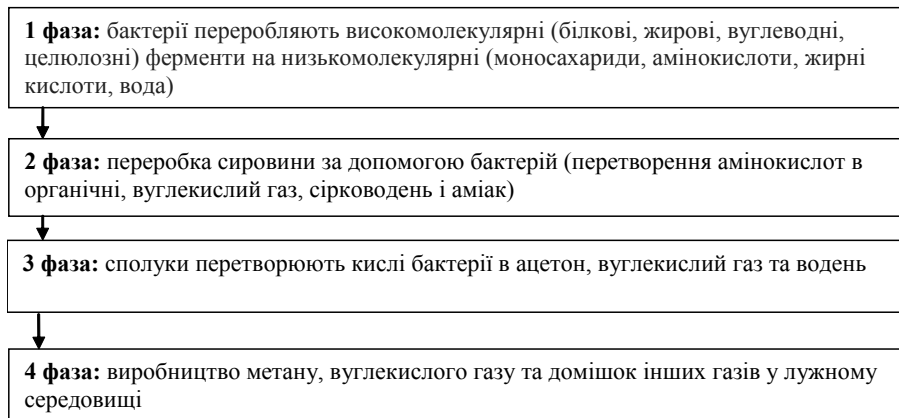 1 фаза: бактерії переробляють високомолекулярні (білкові, жирові, вуглеводні,
целюлозні) ферменти на низькомолекулярні (моносахариди, амінокислоти, жирні
кислоти, вода)
2 фаза: переробка сировини за допомогою бактерій (перетворення амінокислот в
органічні, вуглекислий газ, сірководень і аміак)
3 фаза: сполуки перетворюють кислі бактерії в ацетон, вуглекислий газ та водень
4 фаза: виробництво метану, вуглекислого газу та домішок інших газів у лужному
середовищі